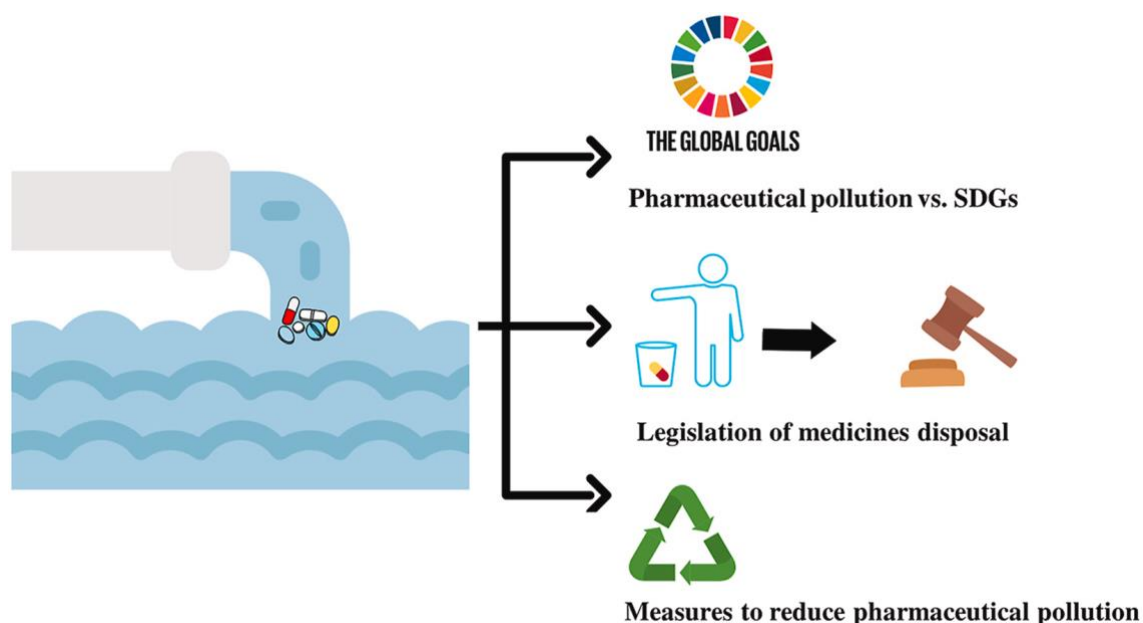 THE GLOBAL GOALS
Pharmaceutical pollution vs. SDGs
Legislation of medicines disposal
Measures to reduce pharmaceutical pollution